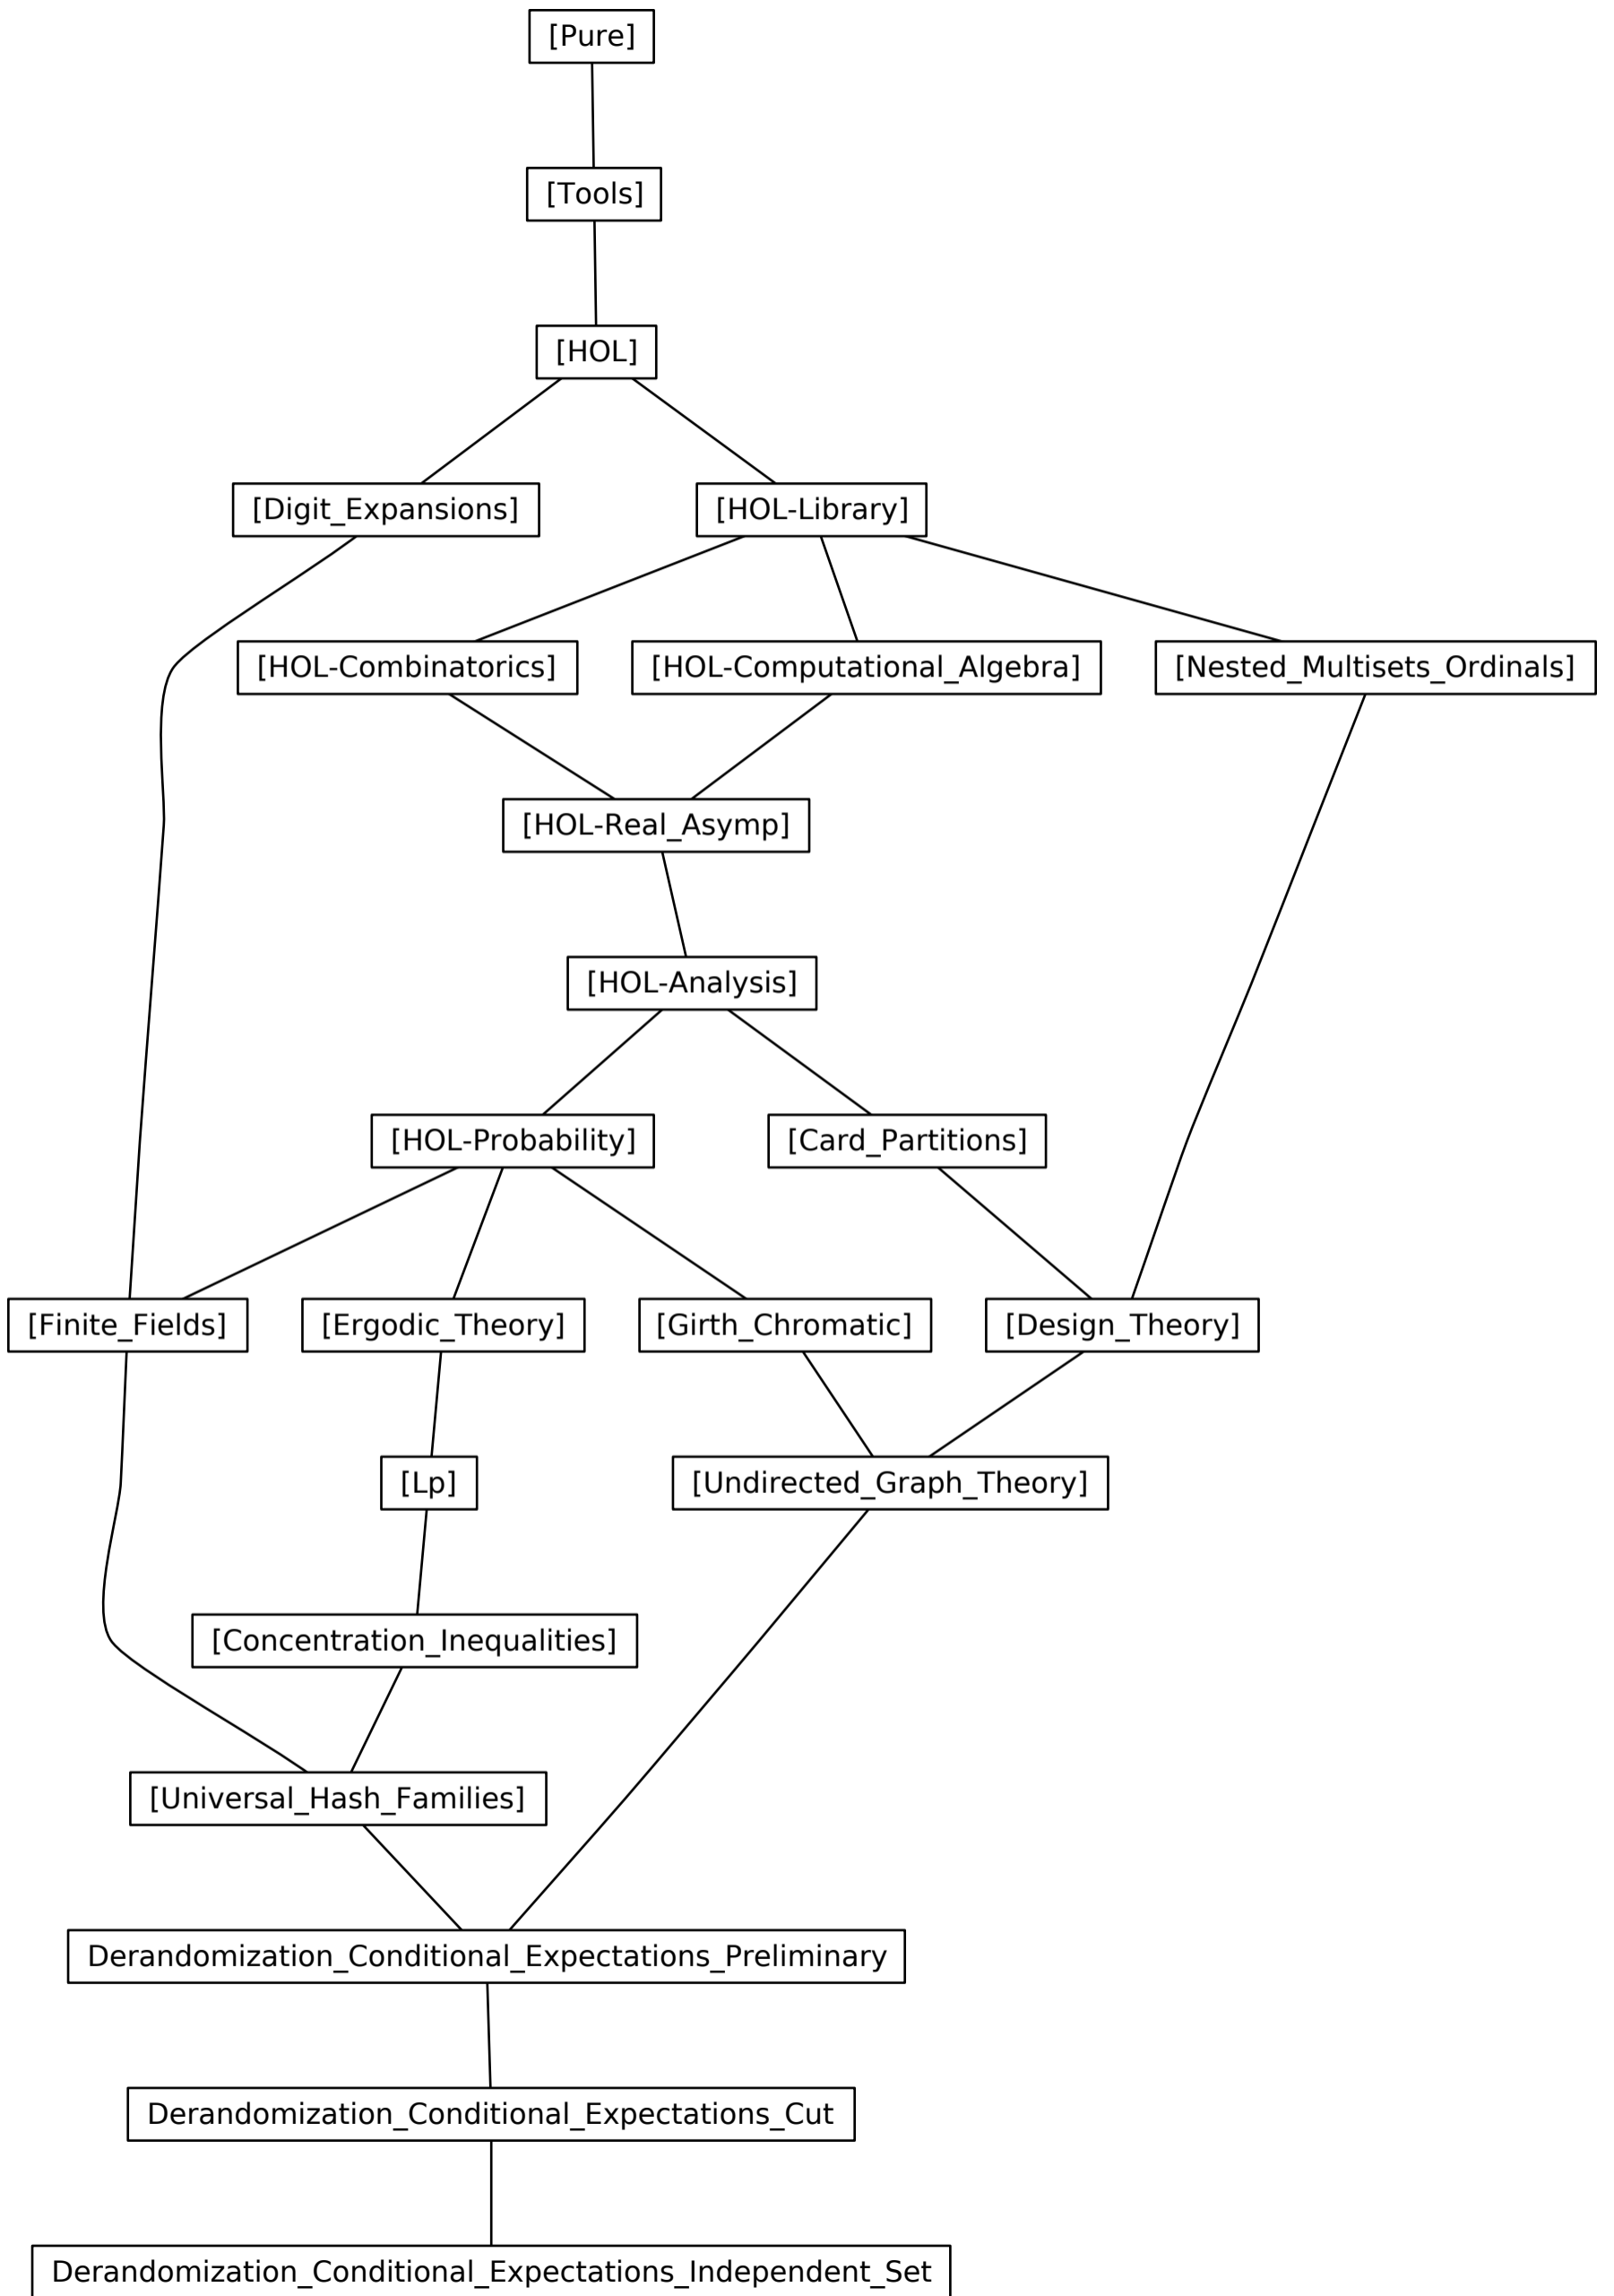 [Pure]
[Tools]
[HOL]
[Digit_Expansions]
[HOL-Library]
[HOL-Combinatorics]
[HOL-Computational_Algebra]
[Nested_Multisets_Ordinals]
[HOL-Real_Asymp]
[HOL-Analysis]
[HOL-Probability]
[Card_Partitions]
[Finite_Fields]
[Ergodic_Theory]
[Girth_Chromatic]
[Design_Theory]
[Lp]
[Undirected_Graph_Theory]
[Concentration_Inequalities]
[Universal_Hash_Families]
Derandomization_Conditional_Expectations_Preliminary
Derandomization_Conditional_Expectations_Cut
Derandomization_Conditional_Expectations_Independent_Set